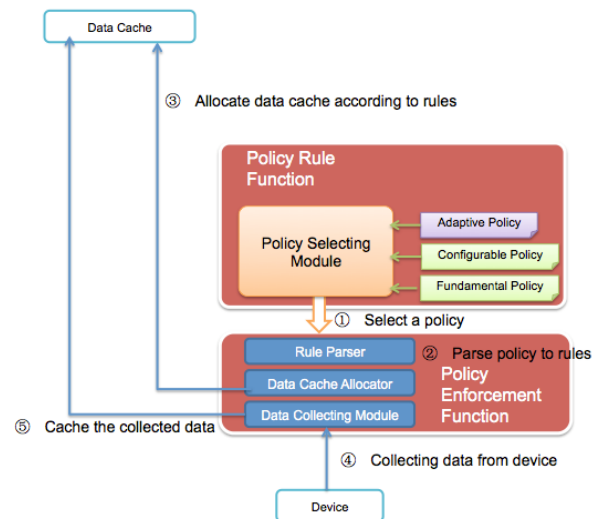 Data Cache
③ Allocate data cache according to rules
Policy Rule
Function
Adaptive Policy
Policy Selecting
Module
Configurable Policy
Fundamental Policy
① Select a policy
Rule Parser
② Parse policy to rules
Data Cache Allocator
Policy
Enforcement
Function
Data Collecting Module
⑤ Cache the collected data
④ Collecting data from device
Device